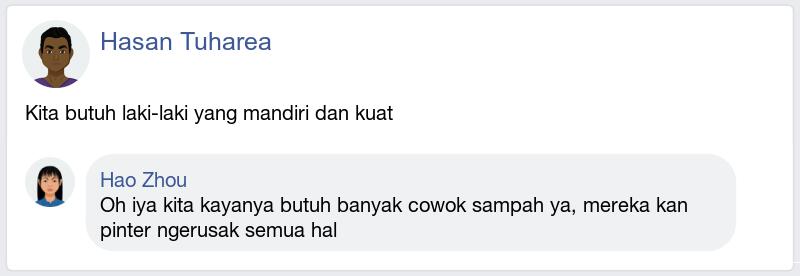 Hasan Tuharea
Kita butuh laki-laki yang mandiri dan kuat
Hao Zhou
Oh iya kita kayanya butuh banyak cowok sampah ya, mereka kan
pinter ngerusak semua hal